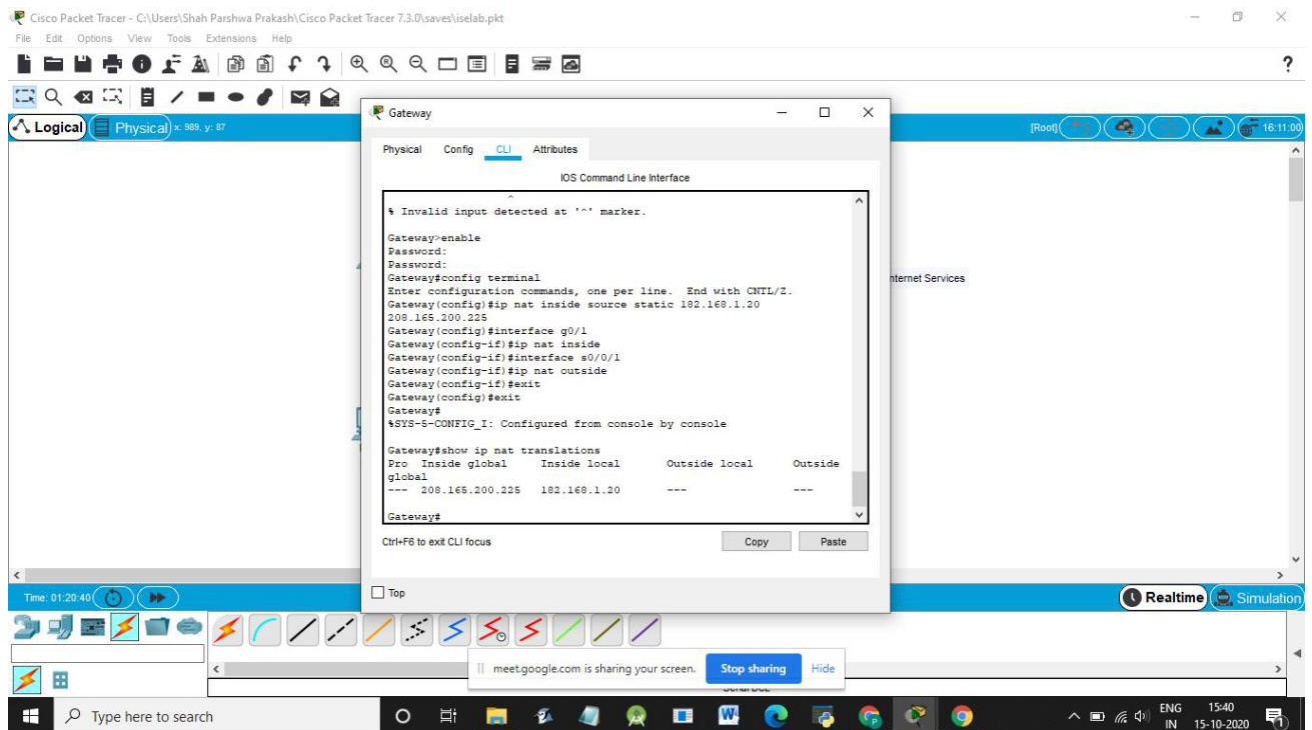 Cisco Packet Tracer - C:\Users\Shah Parshwa Prakash\Cisco Packet Tracer 7.3.0\saves\iselab.pkt
File Edit Options View Tools Extensions Help
?
Logical Physical x: 989, y: 87
[Root] 16:11:00
Gateway
Physical Config CLI Attributes
IOS Command Line Interface
^
% Invalid input detected at '^' marker.
Gateway>enable
Password:
Password:
Gateway#config terminal
Enter configuration commands, one per line. End with CNTL/Z.
Gateway(config)#ip nat inside source static 182.168.1.20
208.165.200.225
Gateway(config)#interface g0/1
Gateway(config-if)#ip nat inside
Gateway(config-if)#interface s0/0/1
Gateway(config-if)#ip nat outside
Gateway(config-if)#exit
Gateway(config)#exit
Gateway#
%SYS-5-CONFIG_I: Configured from console by console
Gateway#show ip nat translations
Pro Inside global Inside local Outside local Outside
global
--- 208.165.200.225 182.168.1.20 --- ---
Gateway#
Ctrl+F6 to exit CLI focus
Copy Paste
Top
nternet Services
Time: 01:20:40
Realtime Simulation
meet.google.com is sharing your screen. Stop sharing Hide
Type here to search
ENG 15:40
IN 15-10-2020